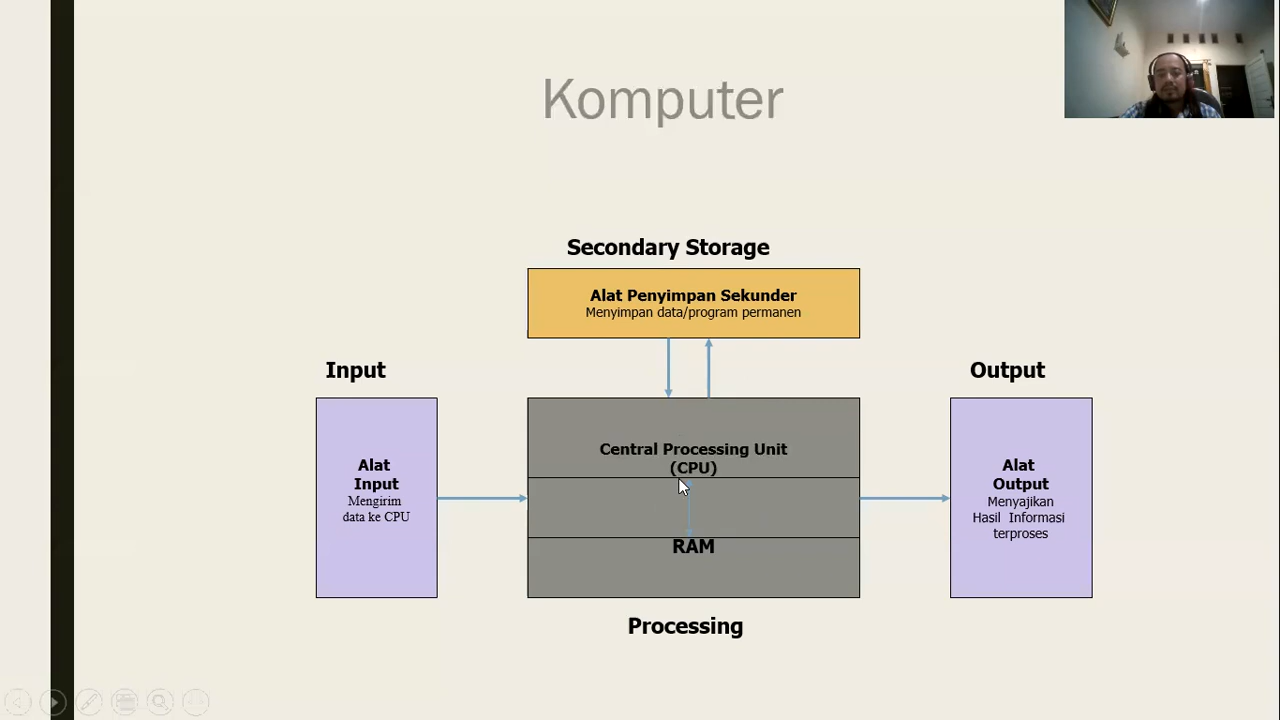 Komputer
Secondary Storage
Alat Penyimpan Sekunder
Menyimpan data/program permanen
Input
Output
Alat
Input
Mengirim
data ke CPU
Central Processing Unit
(CPU)
RAM
Alat
Output
Menyajikan
Hasil Informasi
terproses
Processing